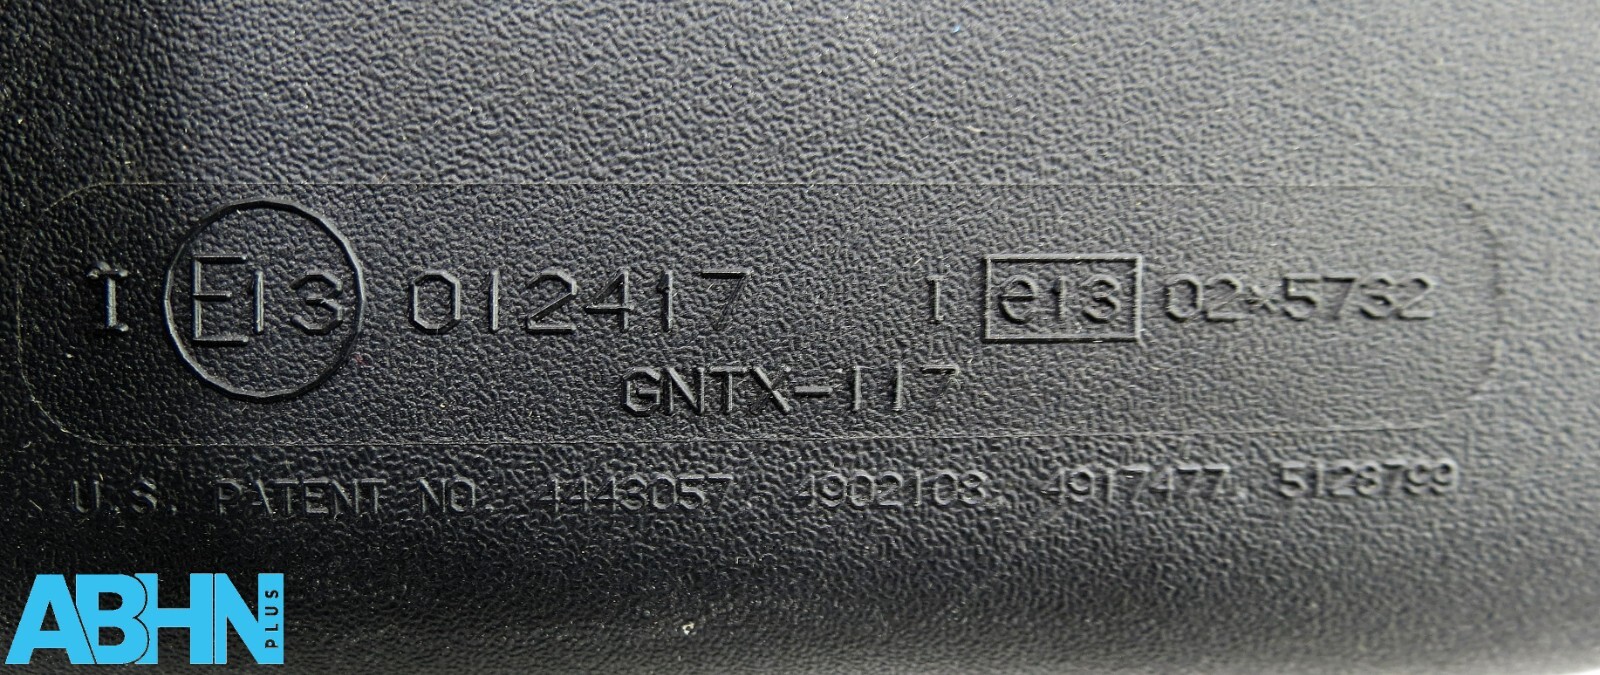 I E13 012417 I e13 02*5732
GNTX-117
U.S. PATENT NO. 4443057, 4902108, 4917477, 5128799
ABHN PLUS